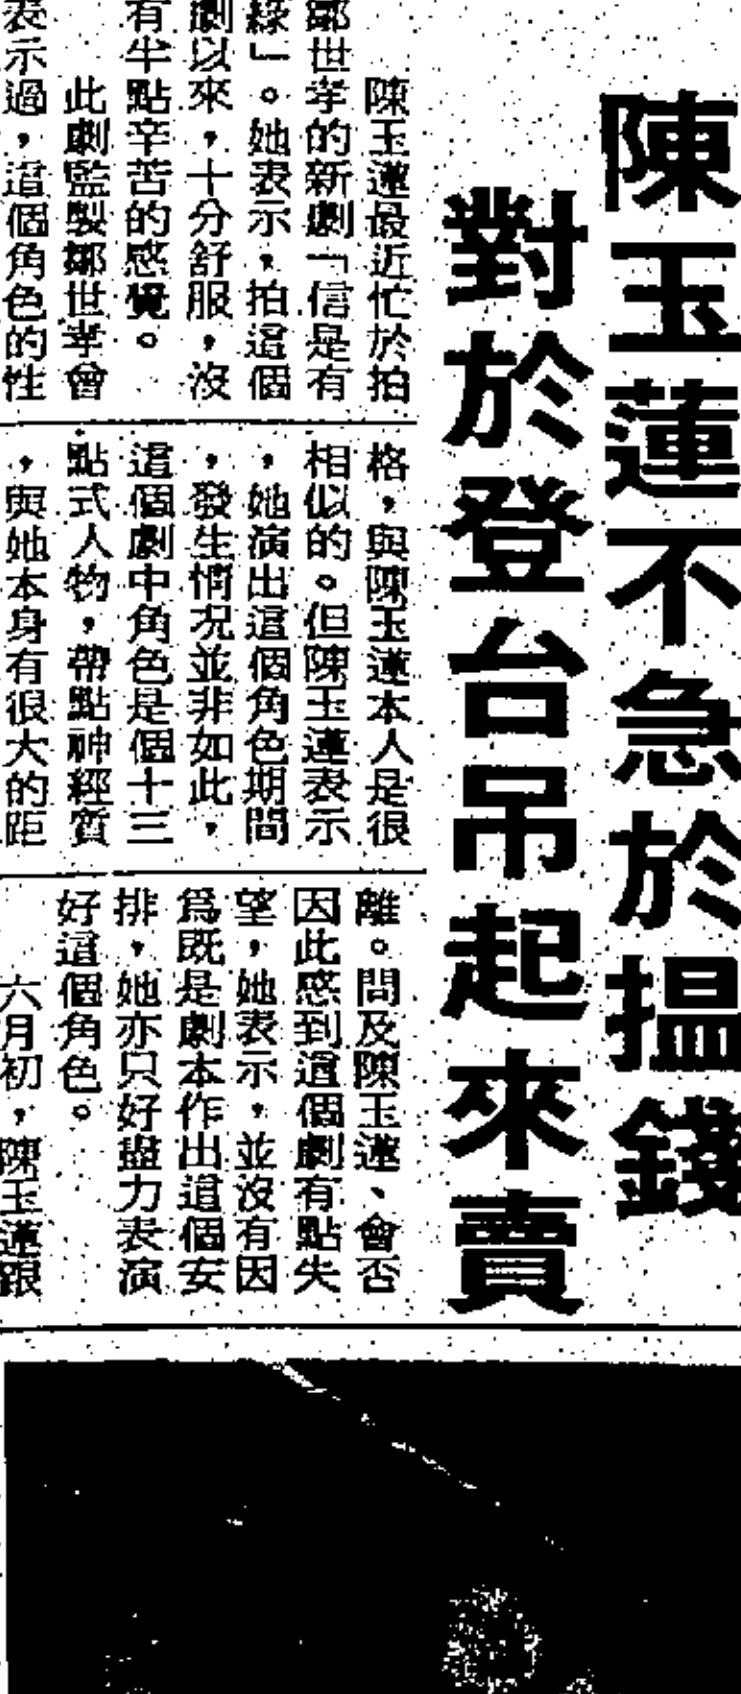 陳玉蓮不急於搵錢
對於登台吊起來賣
陳玉蓮最近忙於拍
鄒世孝的新劇「信是有
緣」。她表示，拍這個
劇以來，十分舒服，沒
有半點辛苦的感覺。
此劇監製鄒世孝曾
表示過，這個角色的性
格，與陳玉蓮本人是很
相似的。但陳玉蓮表示
，她演出這個角色期間
，發生情況並非如此，
這個劇中角色是個十三
點式人物，帶點神經質
，與她本身有很大的距
離。問及陳玉蓮、會否
因此感到這個劇有點失
望，她表示，並沒有因
爲既是劇本作出這個安
排，她亦只好盡力表演
好這個角色。
六月初，陳玉蓮跟